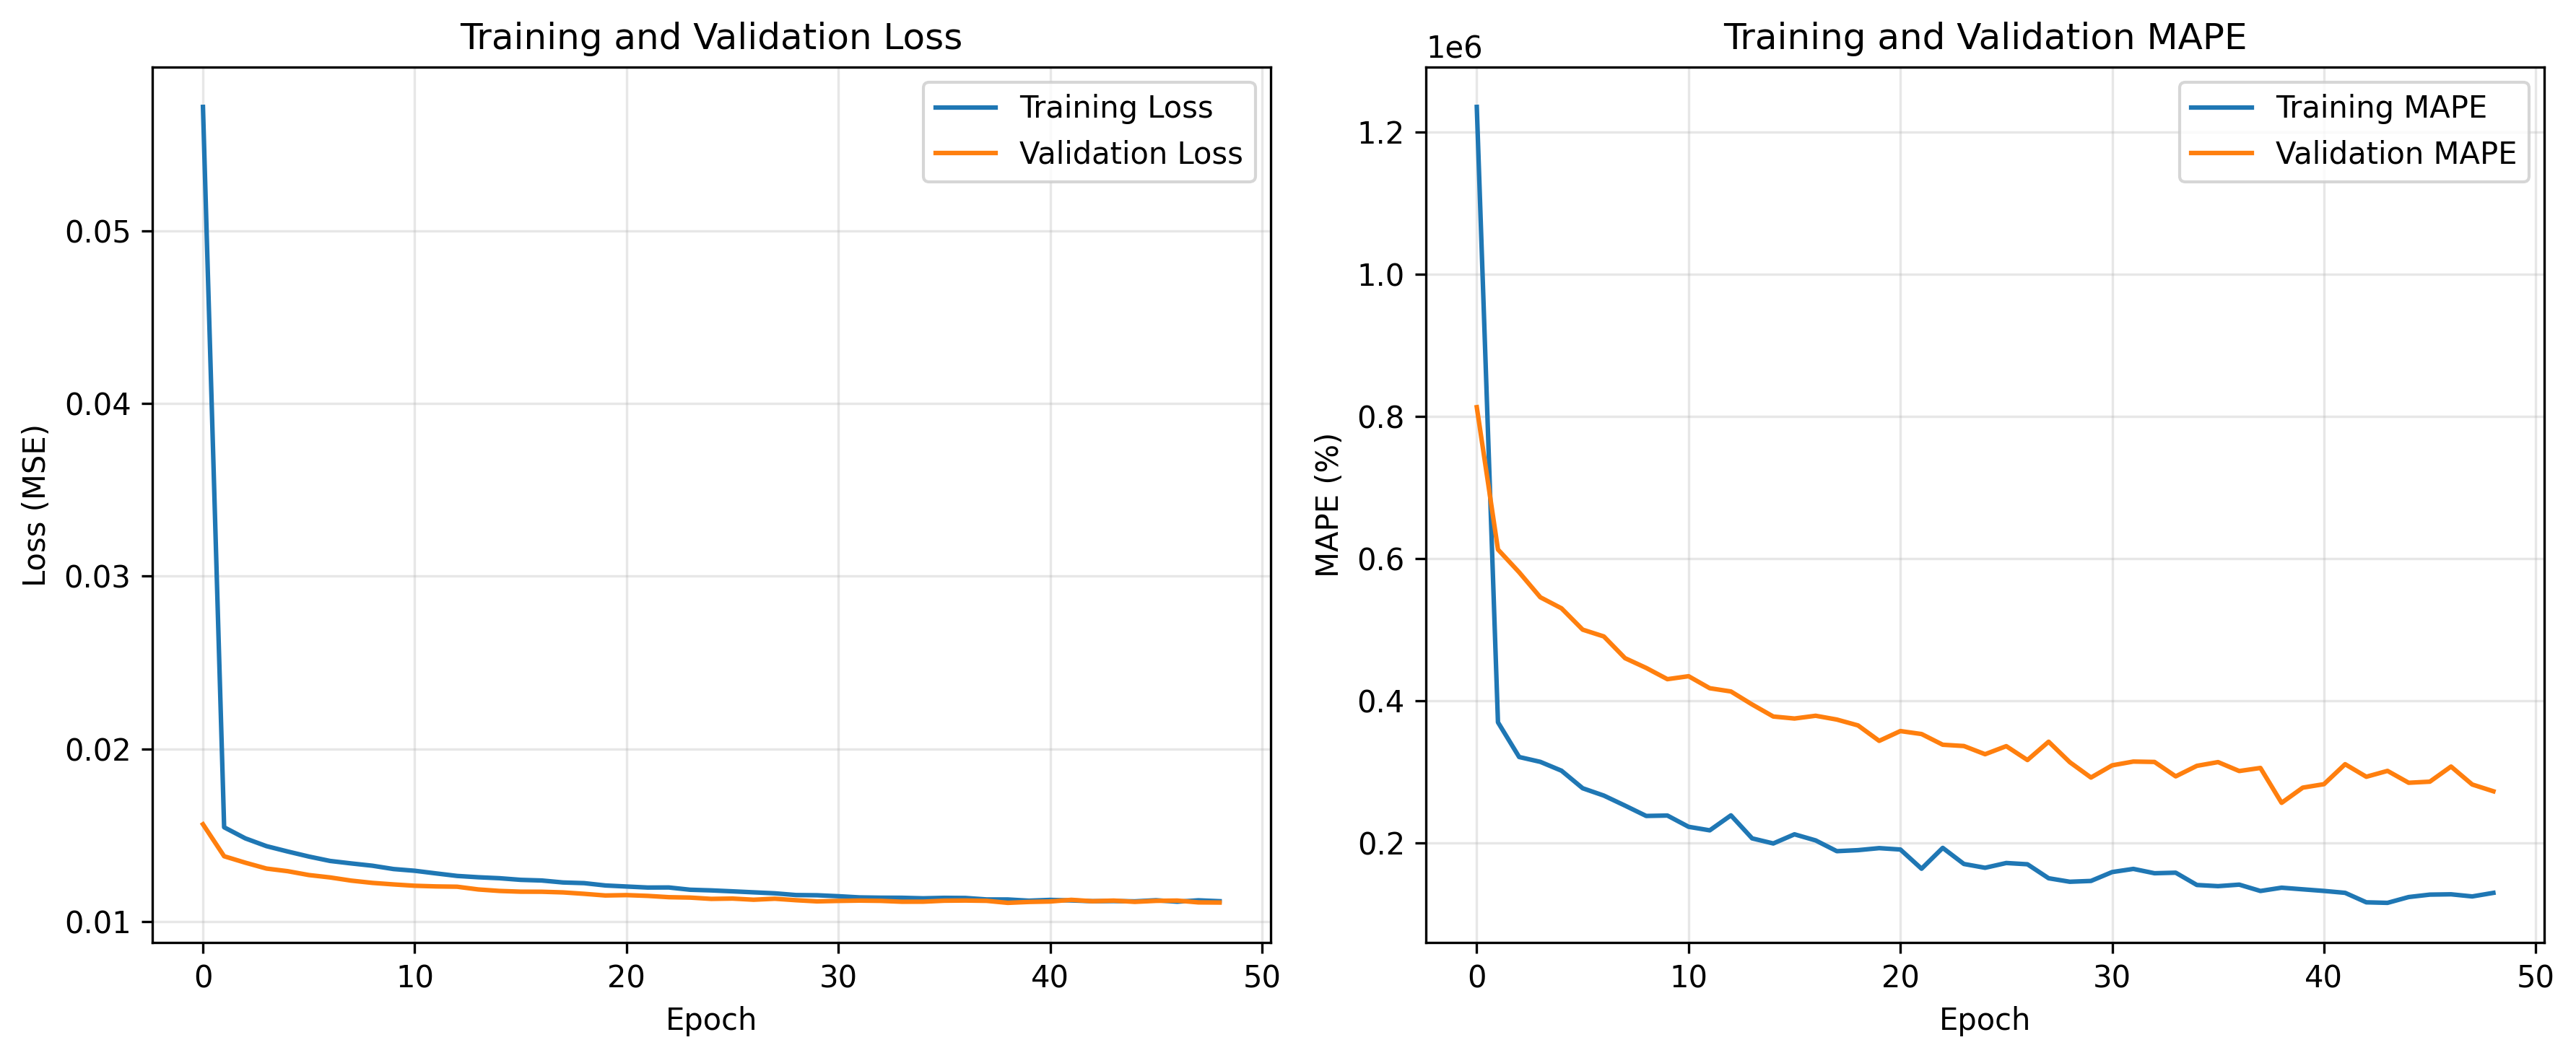 Training and Validation Loss
Training Loss
Validation Loss
0.05
0.04
0.03
0.02
0.01
Loss (MSE)
0
10
20
30
40
50
Epoch
Training and Validation MAPE
1e6
Training MAPE
Validation MAPE
1.2
1.0
0.8
0.6
0.4
0.2
MAPE (%)
0
10
20
30
40
50
Epoch